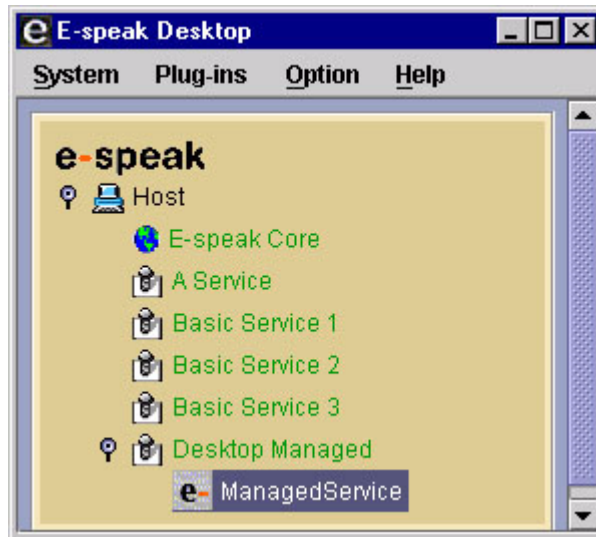 E-speak Desktop
System Plug-ins Option Help
e-speak
Host
E-speak Core
A Service
Basic Service 1
Basic Service 2
Basic Service 3
Desktop Managed
e- ManagedService